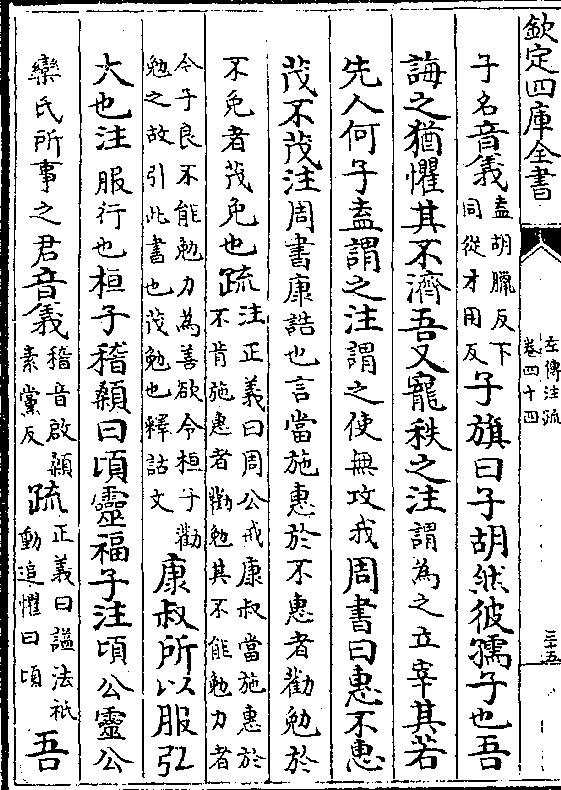 欽定四庫全書
左傳注疏
卷四十四
三十五
子名音義盍胡臘反下
同從才用反子旗曰子胡然彼孺子也吾
誨之猶懼其不濟吾又寵秩之注謂為之立宰其若
先人何子盍謂之注謂之使無攻我周書曰惠不惠
茂不茂注周書康誥也言當施惠於不惠者勸勉於
不免者茂免也疏注正義曰周公戒康叔當施惠於
不肯施惠者勸勉其不能勉力者
今子良不能勉力為善欲令桓子勸
勉之故引此書也茂勉也釋詁文康叔所以服弘
大也注服行也桓子稽顙曰頃靈福子注頃公靈公
欒氏所事之君音義稽音啟顙
素黨反疏正義曰謚法祇
動追懼曰頃吾